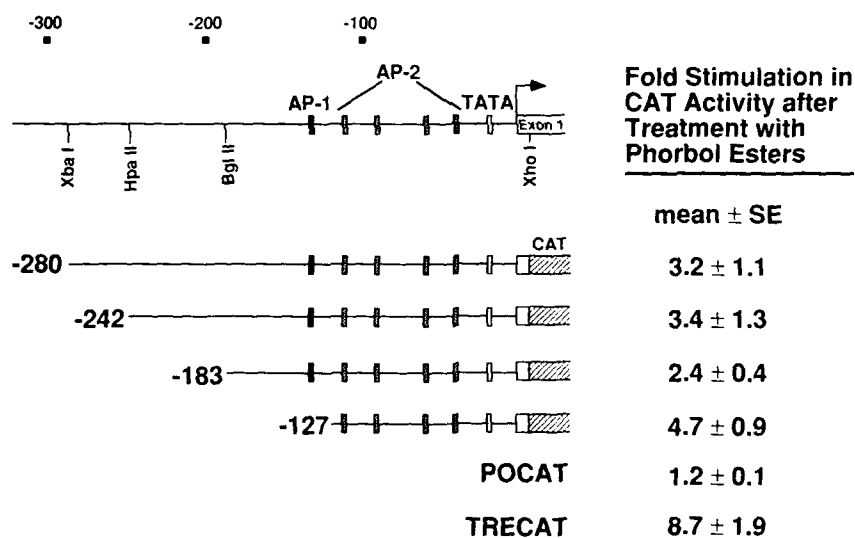 -300 -200 -100
AP-2
AP-1 TATA
Exon 1
Xba I
Hpa II
Bgl II
Xho I
Fold Stimulation in
CAT Activity after
Treatment with
Phorbol Esters
mean ± SE
CAT
-280 3.2 ± 1.1
-242 3.4 ± 1.3
-183 2.4 ± 0.4
-127 4.7 ± 0.9
POCAT 1.2 ± 0.1
TRECAT 8.7 ± 1.9